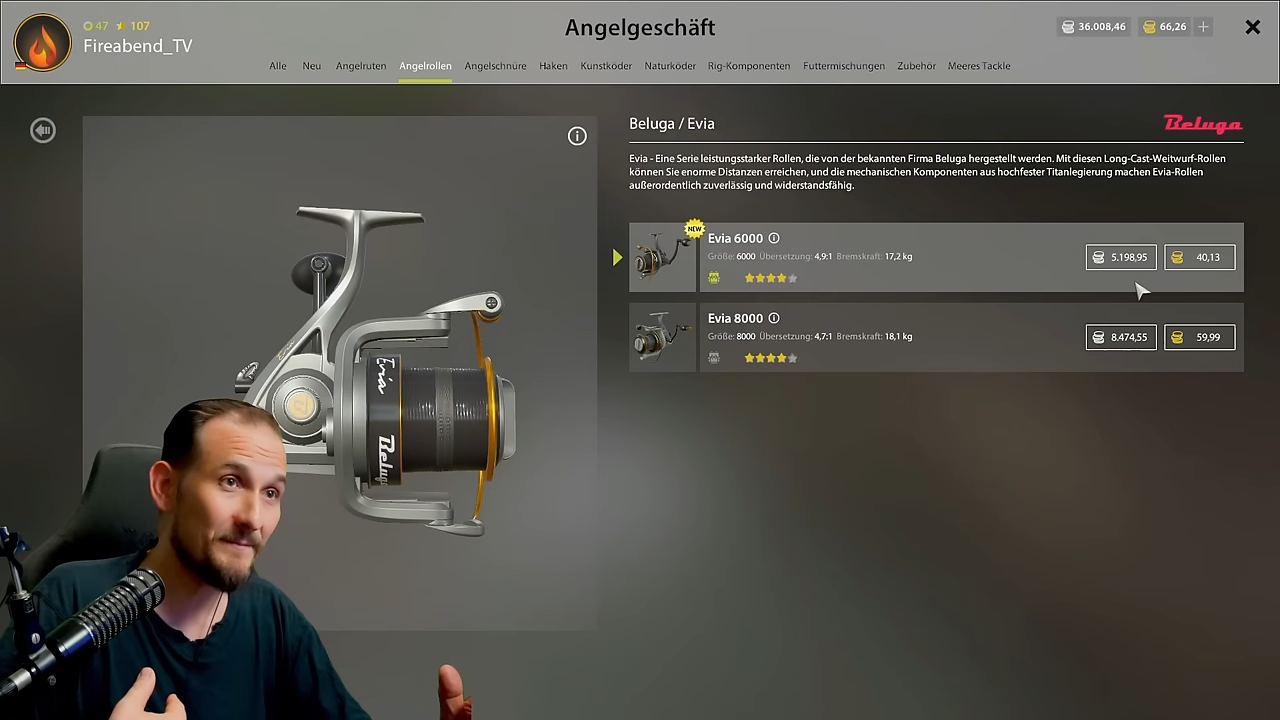 47 107
Fireabend_TV
Angelgeschäft
36.008,46 66,26 +
Alle Neu Angelruten Angelrollen Angelschnüre Haken Kunstköder Naturköder Rig-Komponenten Futtermischungen Zubehör Meeres Tackle
Beluga / Evia
Beluga
Evia - Eine Serie leistungsstarker Rollen, die von der bekannten Firma Beluga hergestellt werden. Mit diesen Long-Cast-Weitwurf-Rollen
können Sie enorme Distanzen erreichen, und die mechanischen Komponenten aus hochfester Titanlegierung machen Evia-Rollen
außerordentlich zuverlässig und widerstandsfähig.
NEW
Evia 6000
Größe: 6000 Übersetzung: 4,9:1 Bremskraft: 17,2 kg
5.198,95 40,13
Evia 8000
Größe: 8000 Übersetzung: 4,7:1 Bremskraft: 18,1 kg
8.474,55 59,99
Evia
Beluga